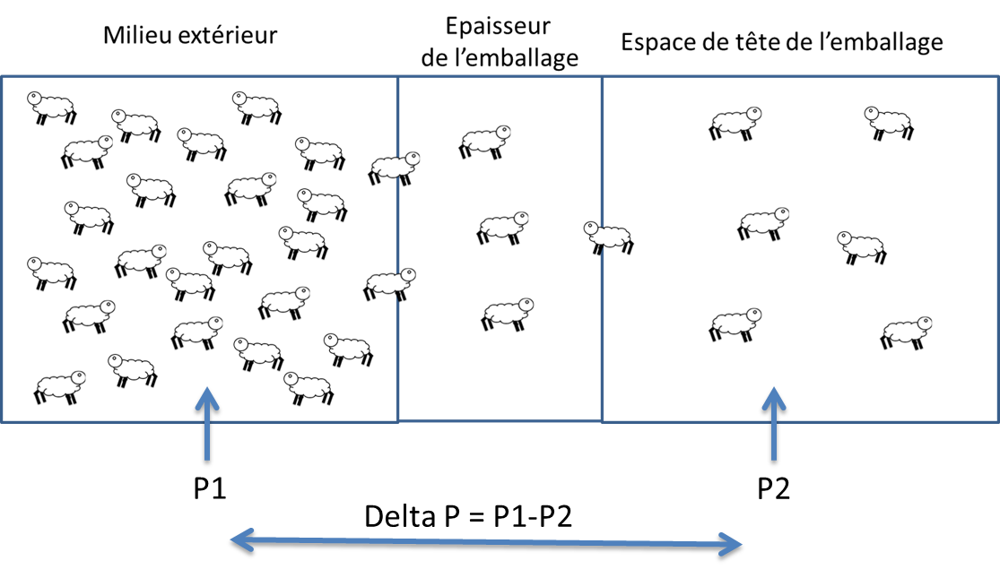 Milieu extérieur
Epaisseur
de l’emballage
Espace de tête de l’emballage
P1
P2
Delta P = P1-P2